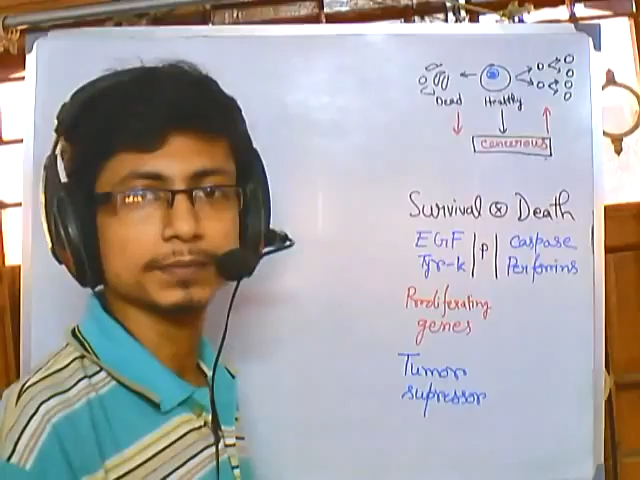 Dead Healthy
cancerous
Survival ⊗ Death
EGF | P | Caspase
Tyr-k Perforins
Proliferating
genes
Tumor
supressor